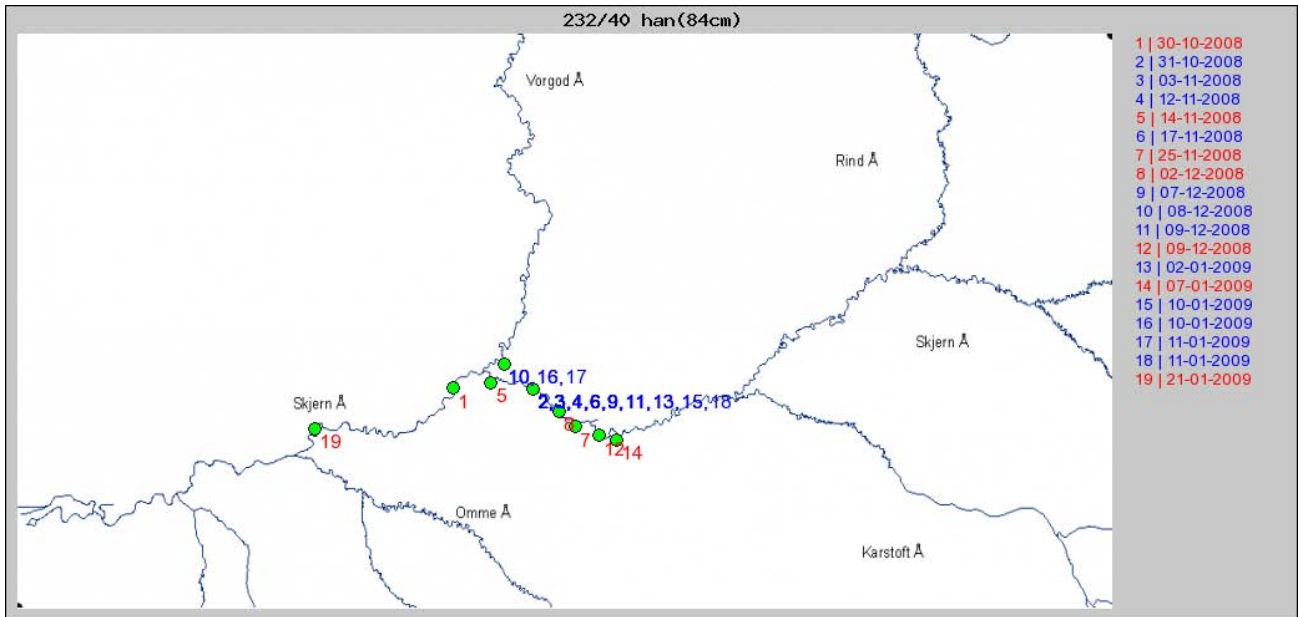 232/40 han(84cm)
Vorgod Å
Rind Å
Skjern Å
10,16,17
5
1
2,3,4,6,9,11,13,15,18
Skjern Å
8
7
12
14
19
Omme Å
Karstoft Å
1 | 30-10-2008
2 | 31-10-2008
3 | 03-11-2008
4 | 12-11-2008
5 | 14-11-2008
6 | 17-11-2008
7 | 25-11-2008
8 | 02-12-2008
9 | 07-12-2008
10 | 08-12-2008
11 | 09-12-2008
12 | 09-12-2008
13 | 02-01-2009
14 | 07-01-2009
15 | 10-01-2009
16 | 10-01-2009
17 | 11-01-2009
18 | 11-01-2009
19 | 21-01-2009